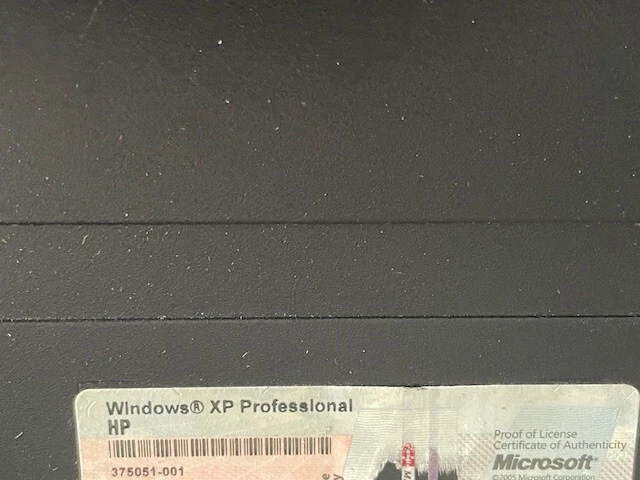 Windows® XP Professional
HP
375051-001
Proof of License
Certificate of Authenticity
Microsoft®
©2005 Microsoft Corporation